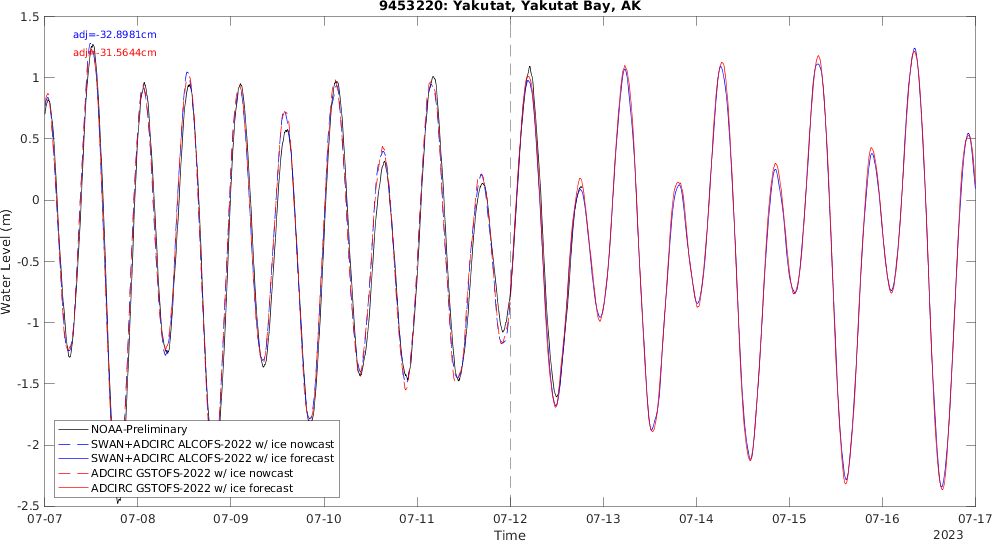 9453220: Yakutat, Yakutat Bay, AK
adj=-32.8981cm
adj=-31.5644cm
1.5
1
0.5
0
-0.5
-1
-1.5
-2
-2.5
Water Level (m)
NOAA-Preliminary
SWAN+ADCIRC ALCOFS-2022 w/ ice nowcast
SWAN+ADCIRC ALCOFS-2022 w/ ice forecast
ADCIRC GSTOFS-2022 w/ ice nowcast
ADCIRC GSTOFS-2022 w/ ice forecast
07-07 07-08 07-09 07-10 07-11 07-12 07-13 07-14 07-15 07-16 07-17
Time
2023